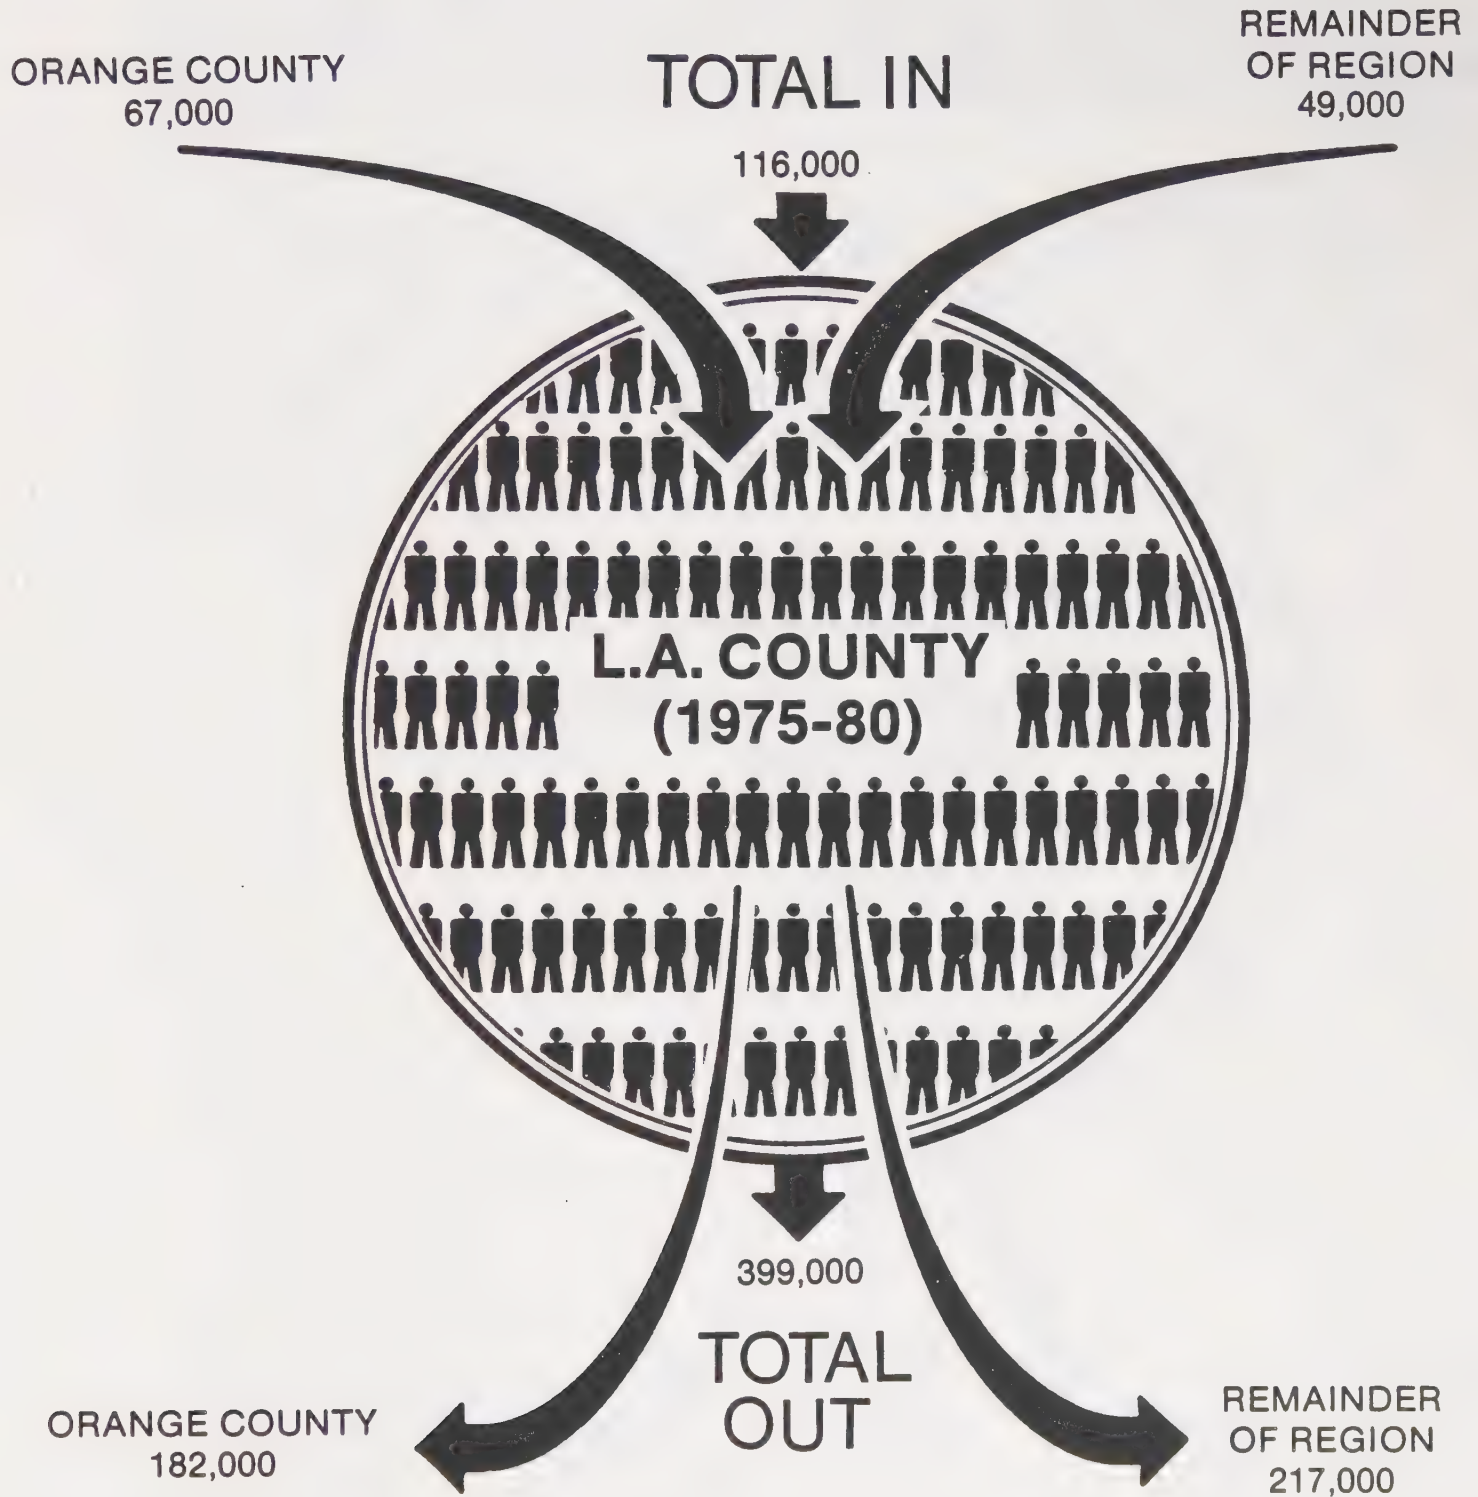 ORANGE COUNTY
67,000
TOTAL IN
116,000
REMAINDER
OF REGION
49,000
L.A. COUNTY
(1975-80)
399,000
TOTAL
OUT
ORANGE COUNTY
182,000
REMAINDER
OF REGION
217,000